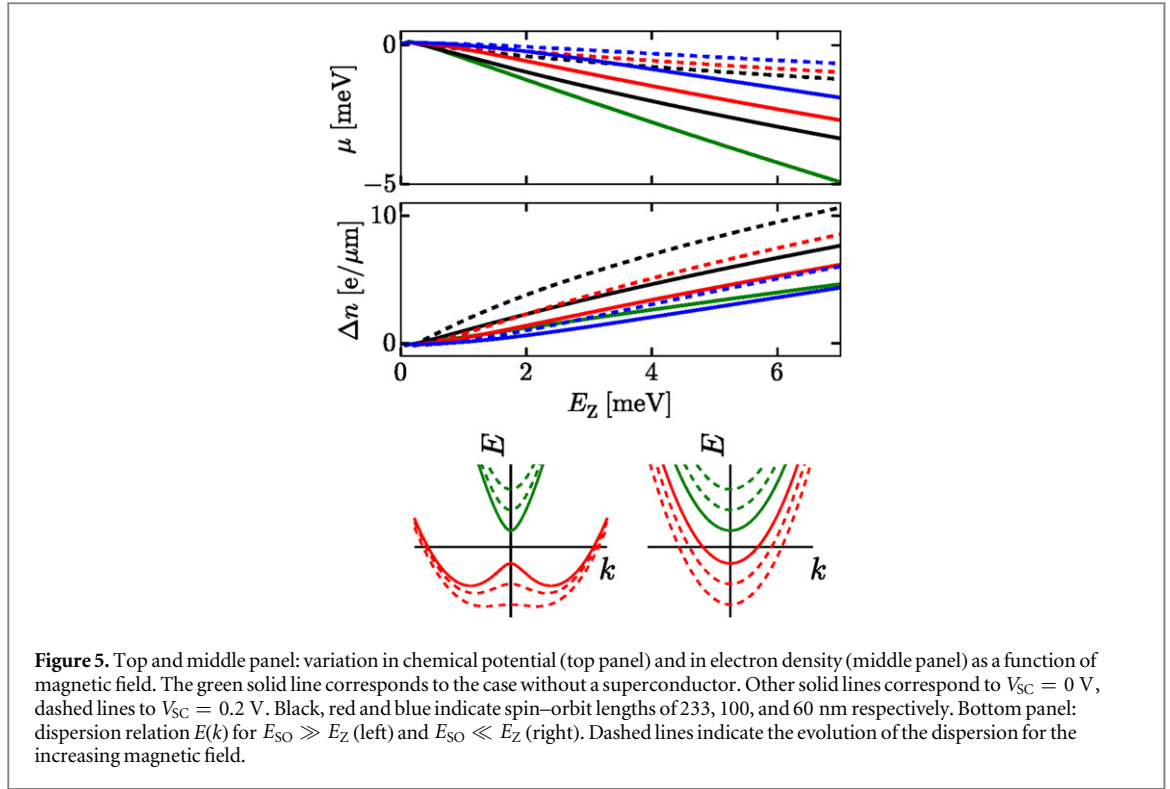 0
μ [meV]
−5
10
Δn [e/μm]
0
0 2 4 6
E_Z [meV]
E E
k k
Figure 5. Top and middle panel: variation in chemical potential (top panel) and in electron density (middle panel) as a function of
magnetic field. The green solid line corresponds to the case without a superconductor. Other solid lines correspond to V_SC = 0 V,
dashed lines to V_SC = 0.2 V. Black, red and blue indicate spin–orbit lengths of 233, 100, and 60 nm respectively. Bottom panel:
dispersion relation E(k) for E_SO ≫ E_Z (left) and E_SO ≪ E_Z (right). Dashed lines indicate the evolution of the dispersion for the
increasing magnetic field.